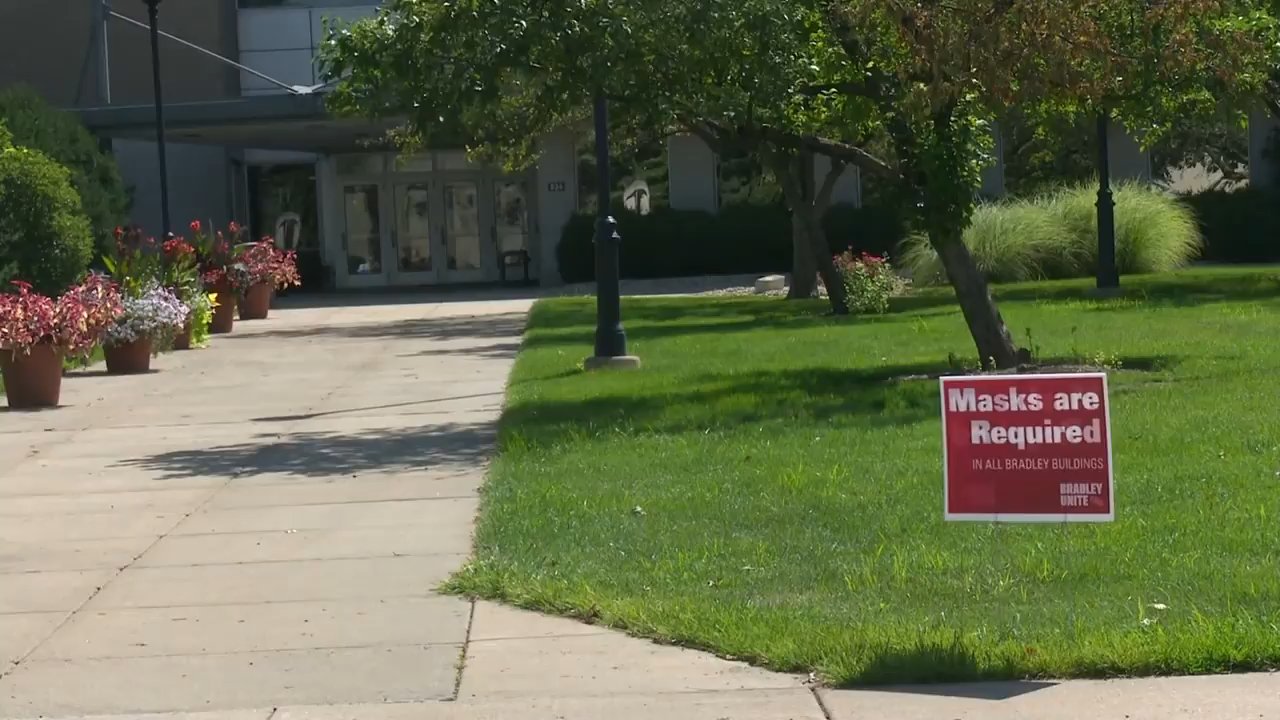 Masks are
Required
IN ALL BRADLEY BUILDINGS
BRADLEY
UNITE